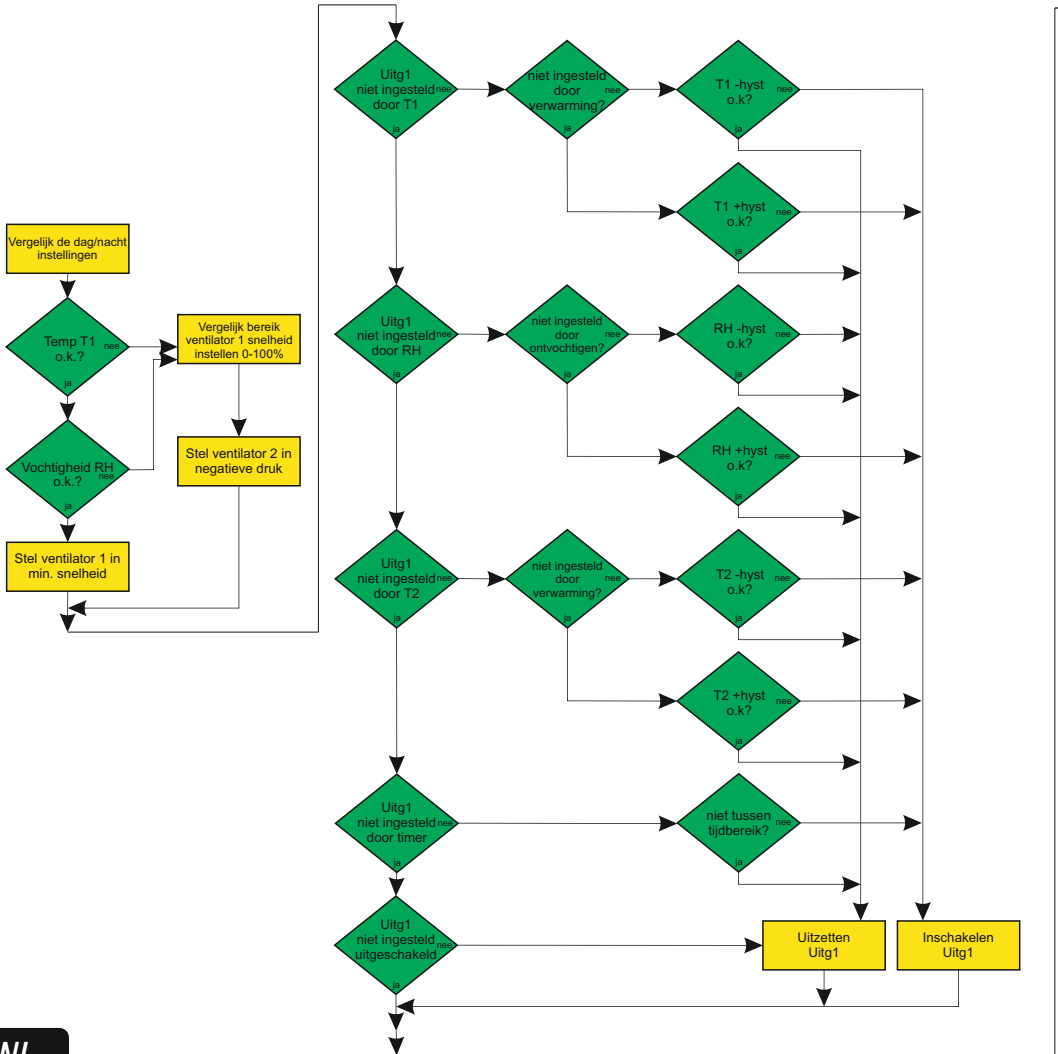 Vergelijk de dag/nacht
instellingen
Temp T1
o.k.?
nee
ja
Vochtigheid RH
o.k.?
nee
ja
Stel ventilator 1 in
min. snelheid
Vergelijk bereik
ventilator 1 snelheid
instellen 0-100%
Stel ventilator 2 in
negatieve druk
Uitg1
niet ingesteld
door T1
nee
ja
niet ingesteld
door
verwarming?
nee
ja
T1 -hyst
o.k?
nee
ja
T1 +hyst
o.k?
nee
ja
Uitg1
niet ingesteld
door RH
nee
ja
niet ingesteld
door
ontvochtigen?
nee
ja
RH -hyst
o.k?
nee
ja
RH +hyst
o.k?
nee
ja
Uitg1
niet ingesteld
door T2
nee
ja
niet ingesteld
door
verwarming?
nee
ja
T2 -hyst
o.k?
nee
ja
T2 +hyst
o.k?
nee
ja
Uitg1
niet ingesteld
door timer
nee
ja
niet tussen
tijdbereik?
nee
ja
Uitg1
niet ingesteld
uitgeschakeld
nee
ja
Uitzetten
Uitg1
Inschakelen
Uitg1
NL